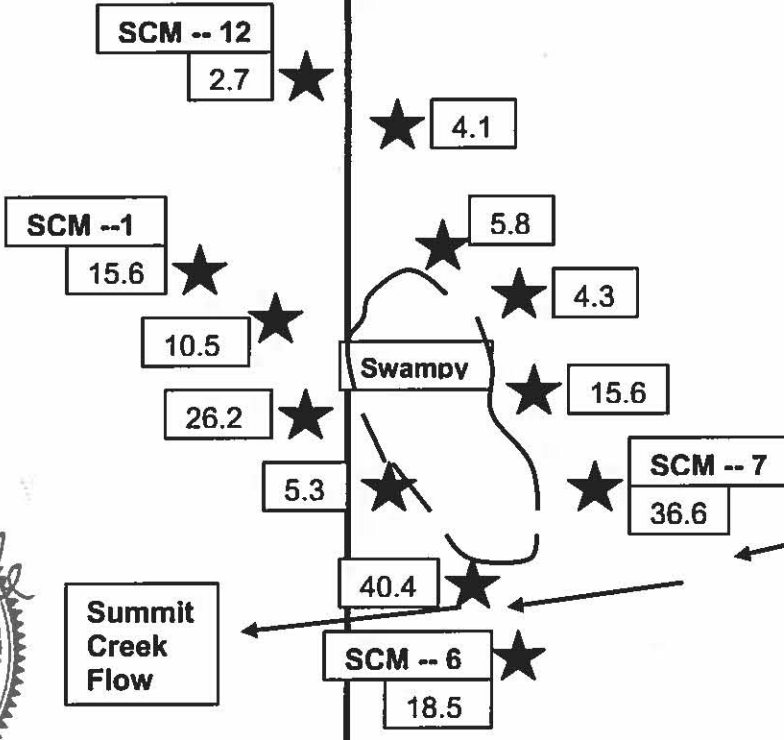 SCM -- 12
2.7
4.1
5.8
SCM --1
15.6
4.3
10.5
Swampy
15.6
26.2
SCM -- 7
5.3
36.6
40.4
Summit
Creek
Flow
SCM -- 6
18.5